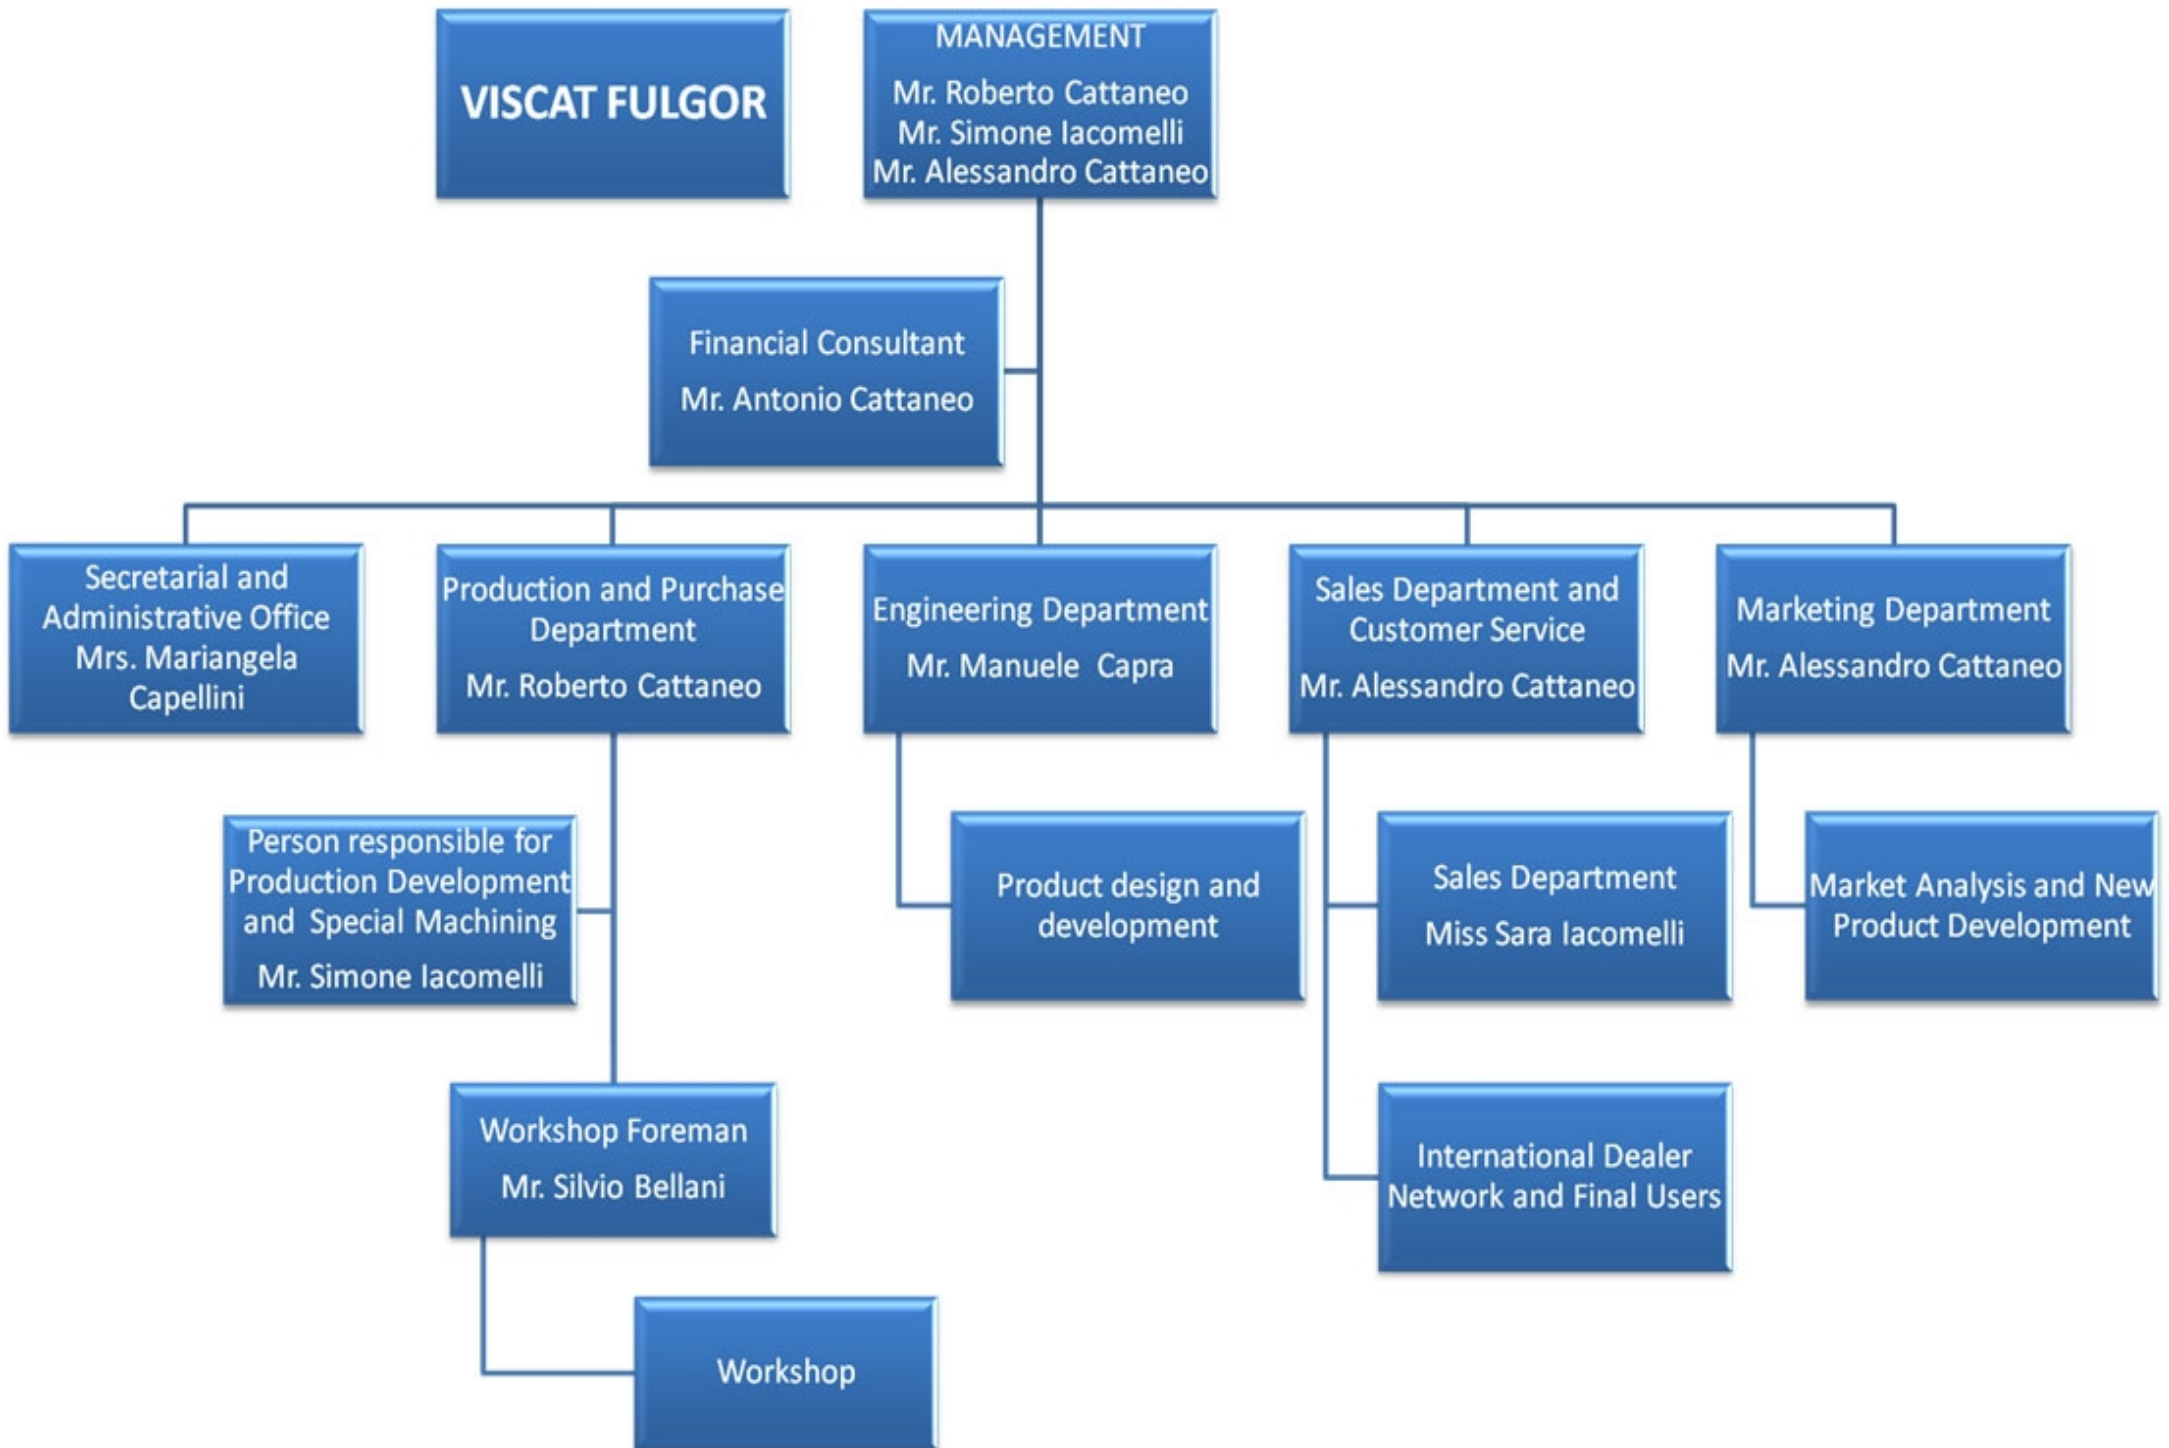 VISCAT FULGOR
MANAGEMENT
Mr. Roberto Cattaneo
Mr. Simone Iacomelli
Mr. Alessandro Cattaneo
Financial Consultant
Mr. Antonio Cattaneo
Secretarial and
Administrative Office
Mrs. Mariangela
Capellini
Production and Purchase
Department
Mr. Roberto Cattaneo
Engineering Department
Mr. Manuele  Capra
Sales Department and
Customer Service
Mr. Alessandro Cattaneo
Marketing Department
Mr. Alessandro Cattaneo
Person responsible for
Production Development
and  Special Machining
Mr. Simone Iacomelli
Product design and
development
Sales Department
Miss Sara Iacomelli
Market Analysis and New
Product Development
Workshop Foreman
Mr. Silvio Bellani
International Dealer
Network and Final Users
Workshop